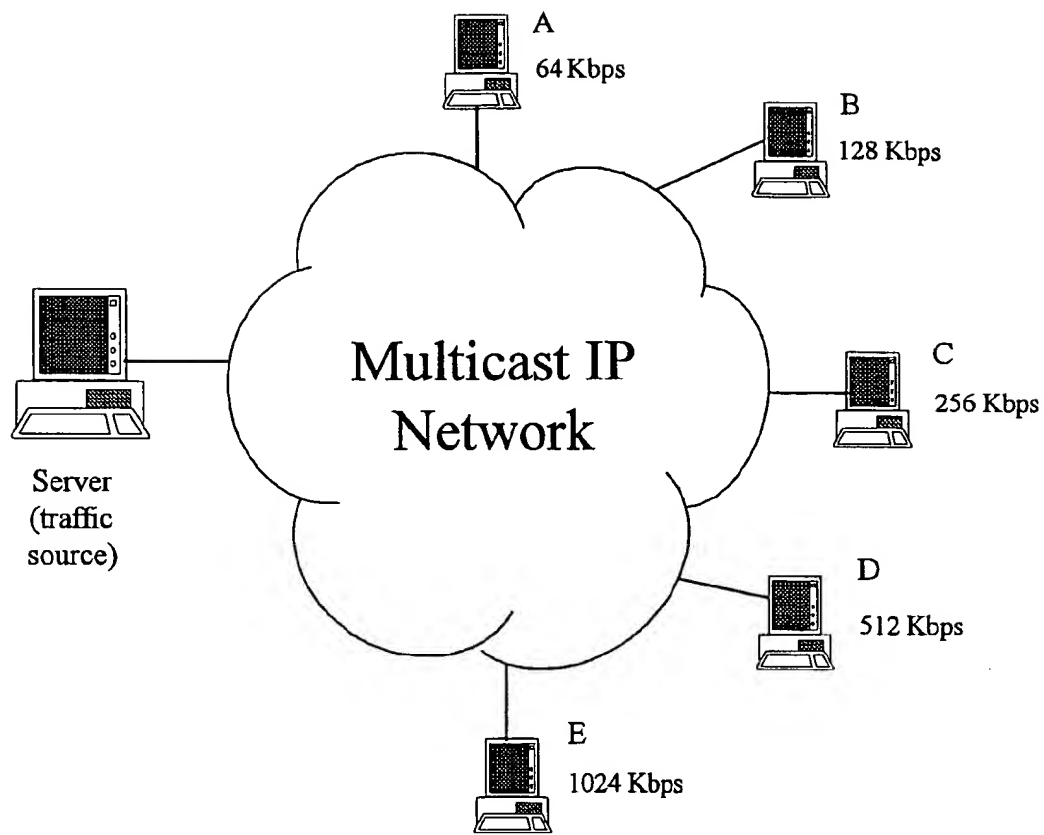 A
64 Kbps
B
128 Kbps
Multicast IP
Network
C
256 Kbps
Server
(traffic
source)
D
512 Kbps
E
1024 Kbps